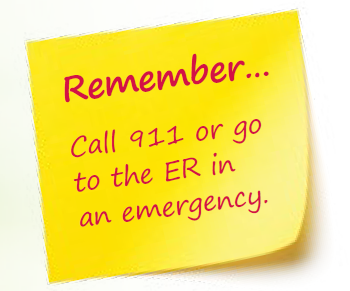 Remember...
Call 911 or go
to the ER in
an emergency.